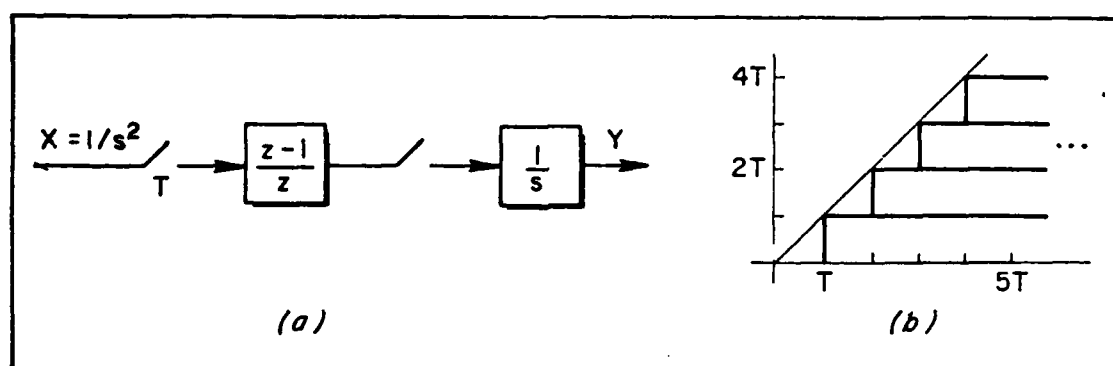 X = 1/s²
T
z - 1
z
1
s
Y
(a)
4T
2T
...
T
5T
(b)